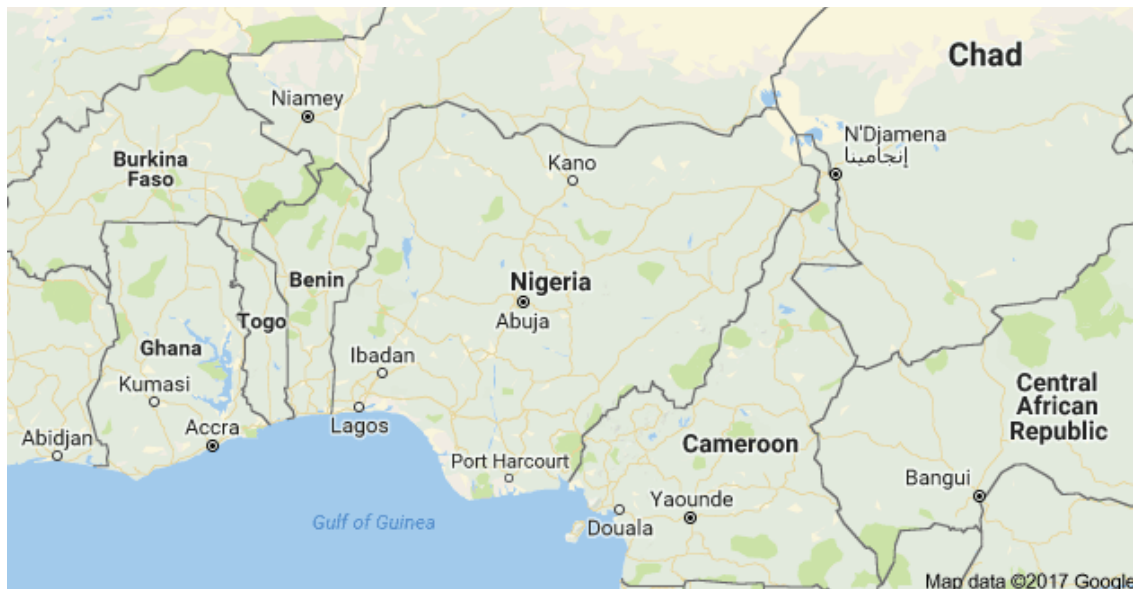 Chad
Niamey
N'Djamena
إنجامينا
Burkina
Faso
Kano
Benin
Nigeria
Abuja
Togo
Ghana
Ibadan
Kumasi
Central
African
Republic
Lagos
Accra
Abidjan
Cameroon
Port Harcourt
Bangui
Yaounde
Gulf of Guinea
Douala
Map data ©2017 Google